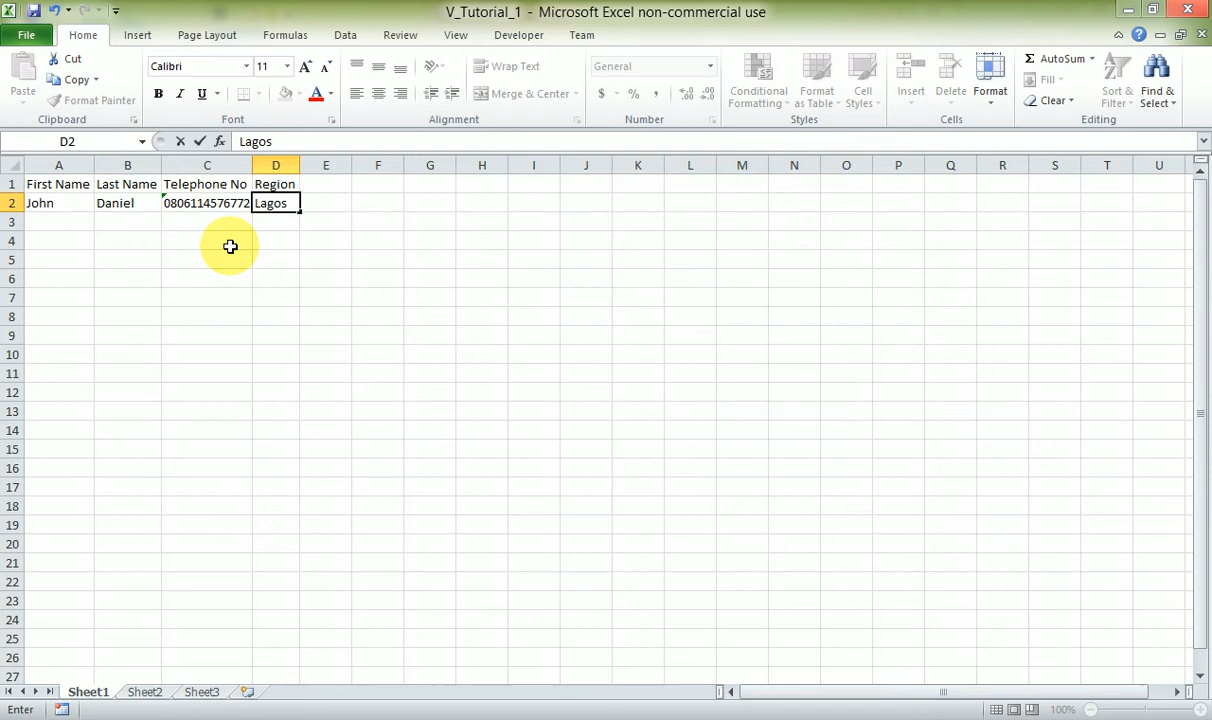 V_Tutorial_1 - Microsoft Excel non-commercial use
File Home Insert Page Layout Formulas Data Review View Developer Team
Paste
Cut
Copy
Format Painter
Clipboard
Calibri 11
B I U
Font
Wrap Text
Merge & Center
Alignment
General
$ % ,
Number
Conditional Formatting
Format as Table
Cell Styles
Styles
Insert Delete Format
Cells
Σ AutoSum
Fill
Clear
Sort & Filter
Find & Select
Editing
D2 fx Lagos
A B C D E F G H I J K L M N O P Q R S T U
1 First Name Last Name Telephone No Region
2 John Daniel 0806114576772 Lagos
3
4
5
6
7
8
9
10
11
12
13
14
15
16
17
18
19
20
21
22
23
24
25
26
27
Sheet1 Sheet2 Sheet3
Enter 100%